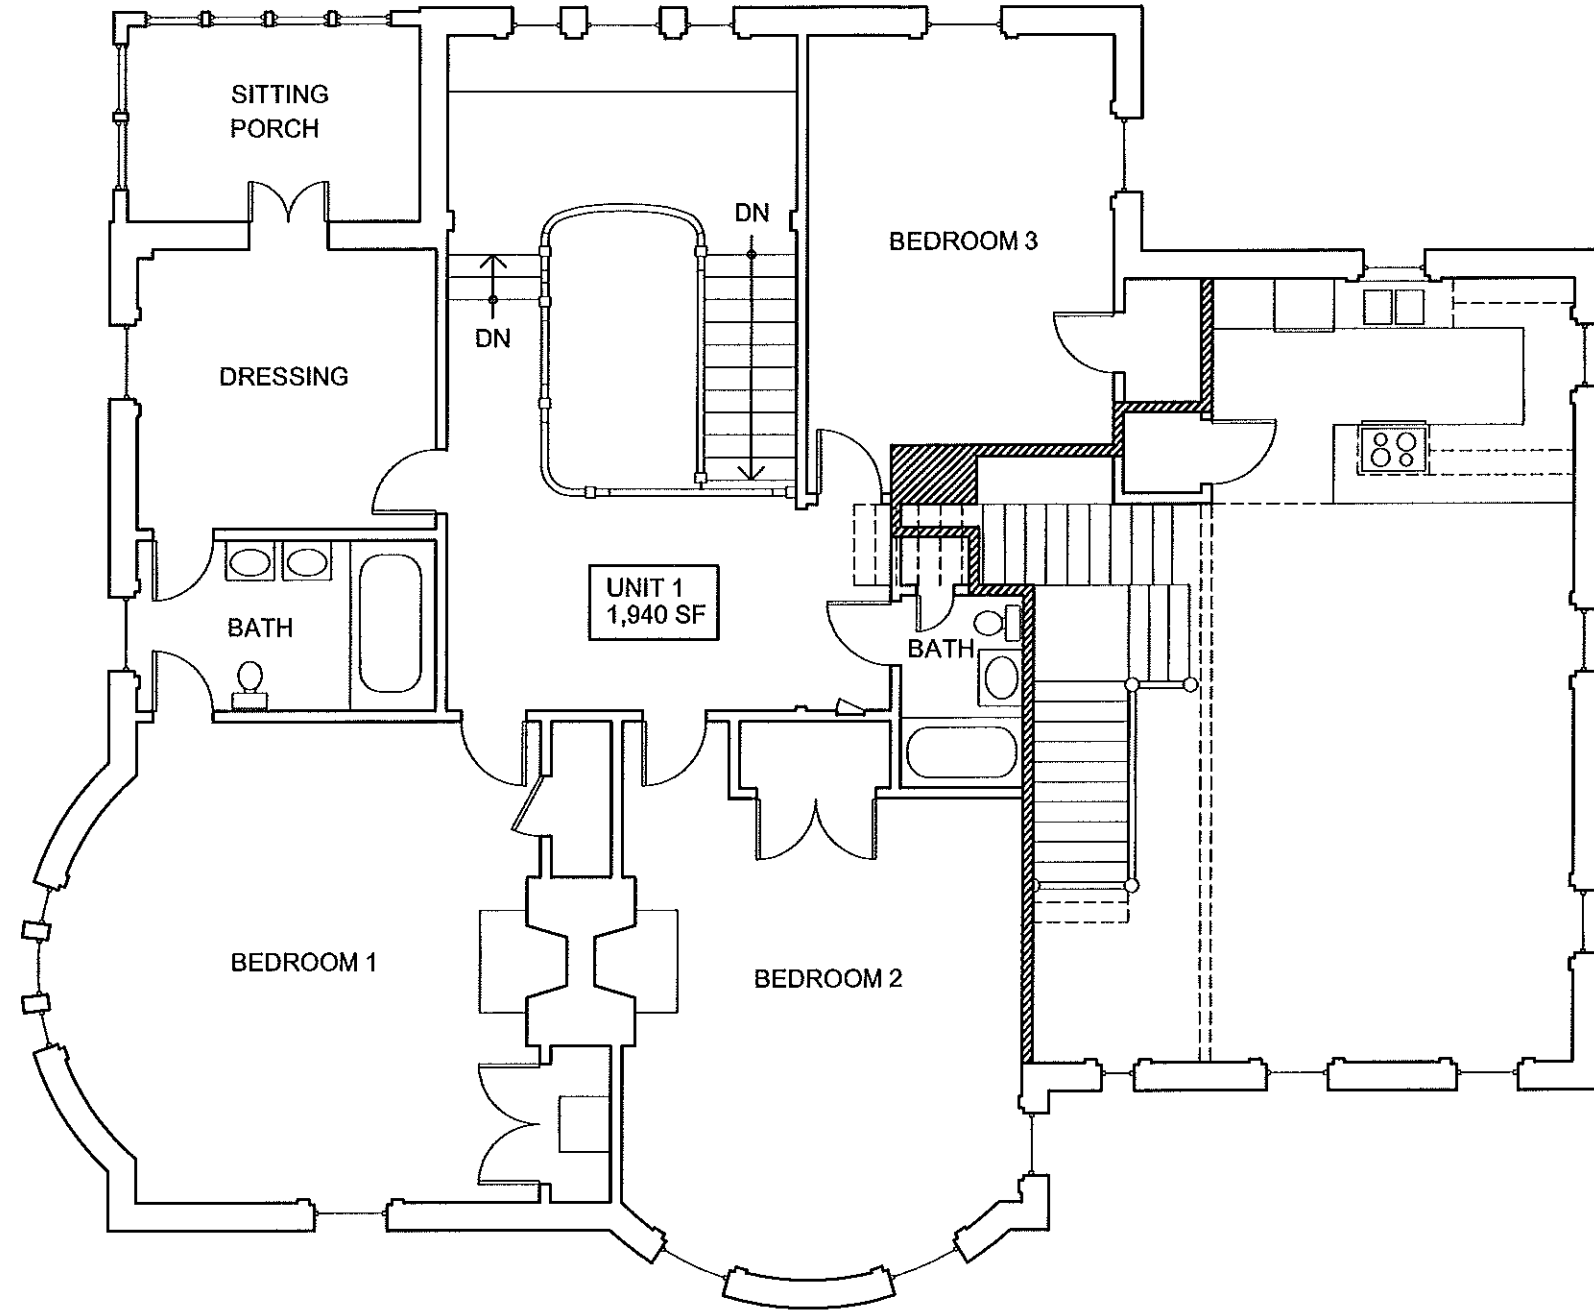 SITTING
PORCH
DN
BEDROOM 3
DN
DRESSING
UNIT 1
1,940 SF
BATH
BATH
BEDROOM 1
BEDROOM 2